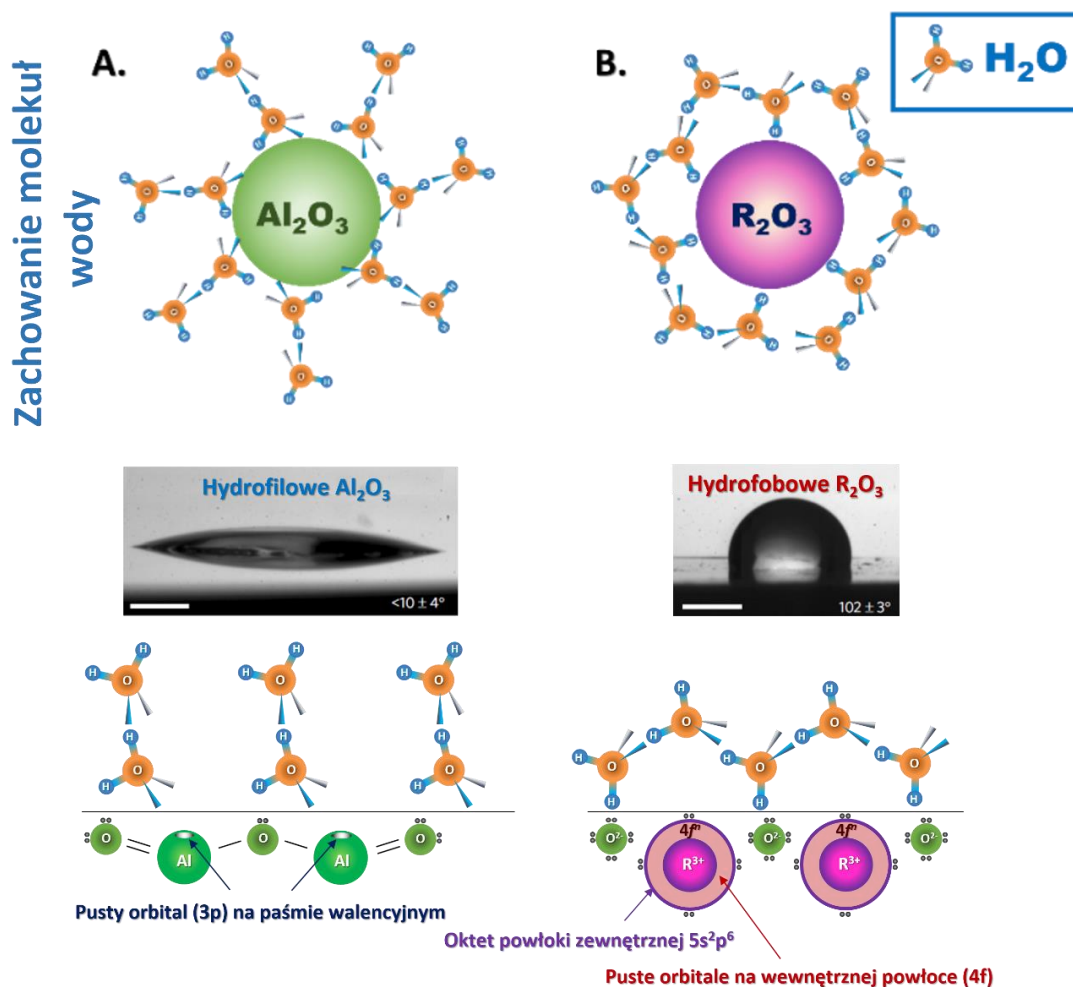 Zachowanie molekuł
wody
A.
B.
H₂O
Al₂O₃
R₂O₃
Hydrofilowe Al₂O₃
<10 ± 4°
Hydrofobowe R₂O₃
102 ± 3°
H
H
O
H
H
O
H
H
O
H
H
O
H
H
O
H
H
O
O
Al
O
Al
O
Pusty orbital (3p) na paśmie walencyjnym
H
H
O
H
H
O
H
H
O
H
H
O
H
H
O
O²⁻
4fⁿ
R³⁺
O²⁻
4fⁿ
R³⁺
O²⁻
Oktet powłoki zewnętrznej 5s²p⁶
Puste orbitale na wewnętrznej powłoce (4f)